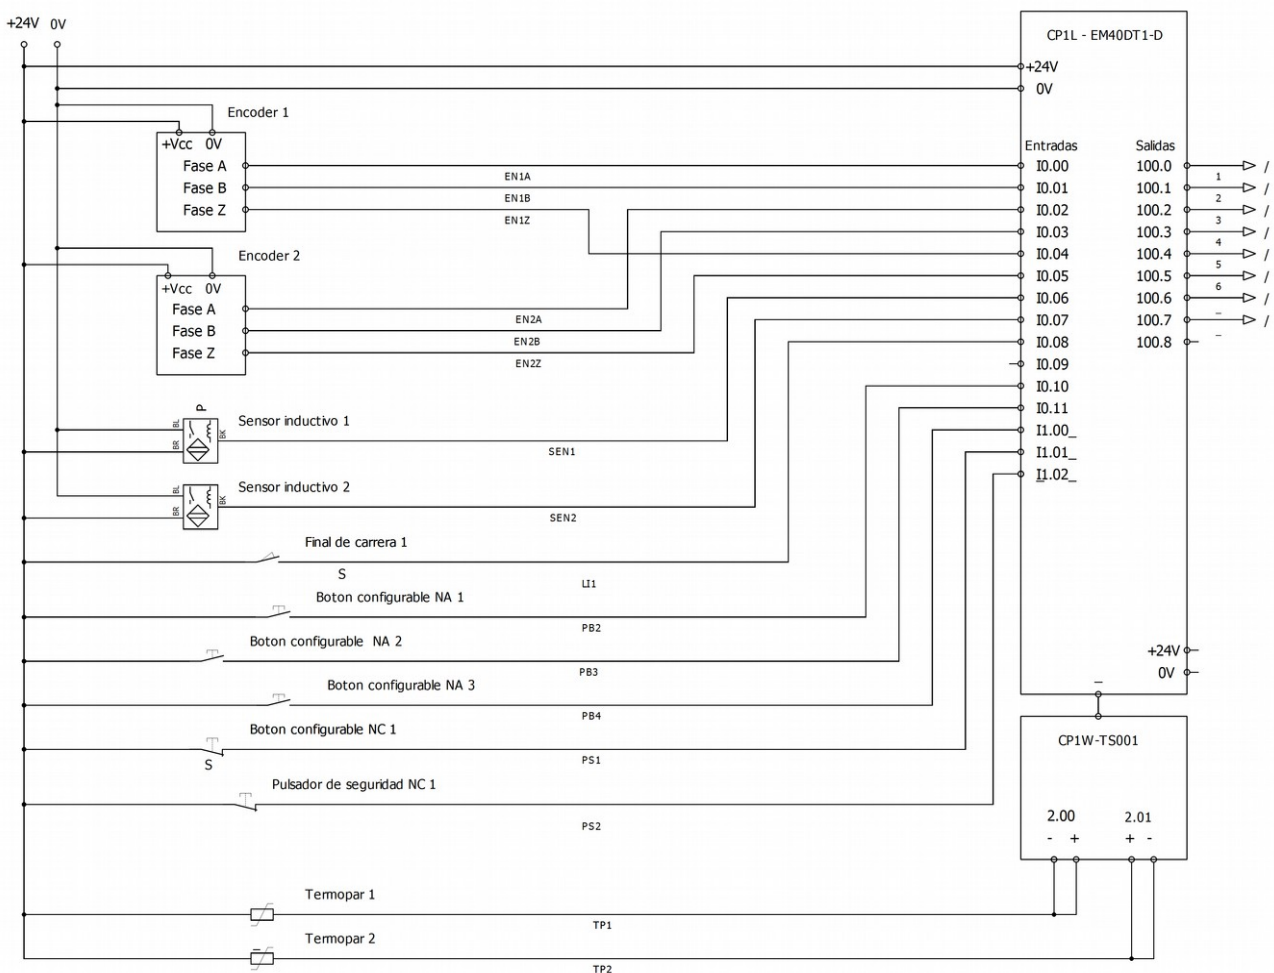 +24V 0V
CP1L - EM40DT1-D
+24V
0V
Encoder 1
+Vcc 0V
Fase A
Fase B
Fase Z
EN1A
EN1B
EN1Z
Encoder 2
+Vcc 0V
Fase A
Fase B
Fase Z
EN2A
EN2B
EN2Z
Entradas
I0.00
I0.01
I0.02
I0.03
I0.04
I0.05
I0.06
I0.07
I0.08
I0.09
I0.10
I0.11
I1.00_
I1.01_
I1.02_
Salidas
100.0 /
1
100.1 /
2
100.2 /
3
100.3 /
4
100.4 /
5
100.5 /
6
100.6 /
_
100.7 /
_
100.8
P
Sensor inductivo 1
BL
BR
BK
SEN1
Sensor inductivo 2
BL
BR
BK
SEN2
Final de carrera 1
S
LI1
Boton configurable NA 1
PB2
Boton configurable NA 2
PB3
Boton configurable NA 3
PB4
Boton configurable NC 1
S
PS1
Pulsador de seguridad NC 1
PS2
+24V
0V
_
CP1W-TS001
2.00 2.01
- + + -
Termopar 1
TP1
Termopar 2
TP2